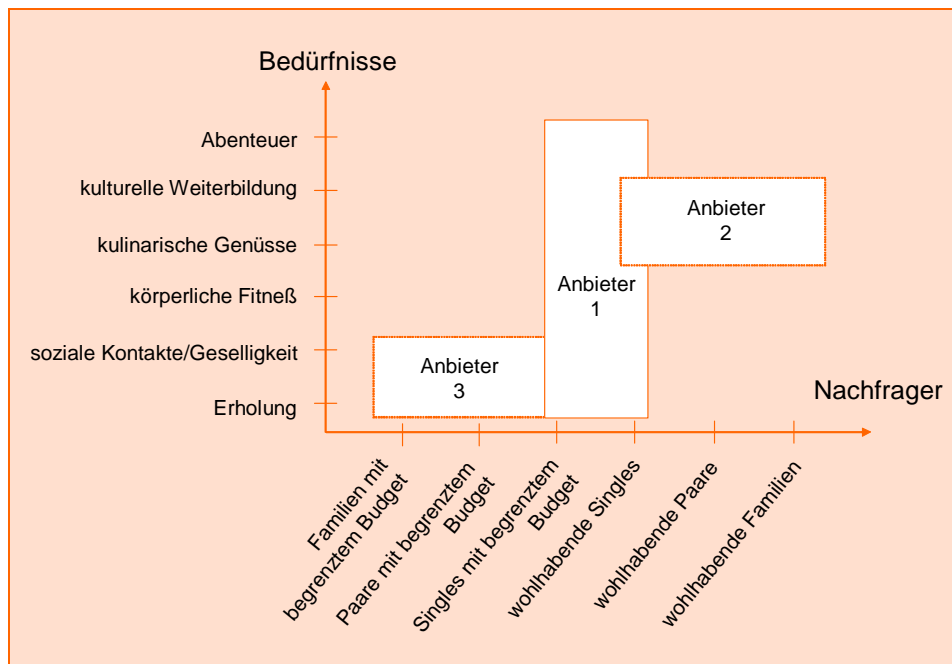 Bedürfnisse
Abenteuer
kulturelle Weiterbildung
kulinarische Genüsse
körperliche Fitneß
soziale Kontakte/Geselligkeit
Erholung
Anbieter
2
Anbieter
1
Anbieter
3
Nachfrager
Familien mit
begrenztem Budget
Paare mit begrenztem
Budget
Singles mit begrenztem
Budget
wohlhabende Singles
wohlhabende Paare
wohlhabende Familien